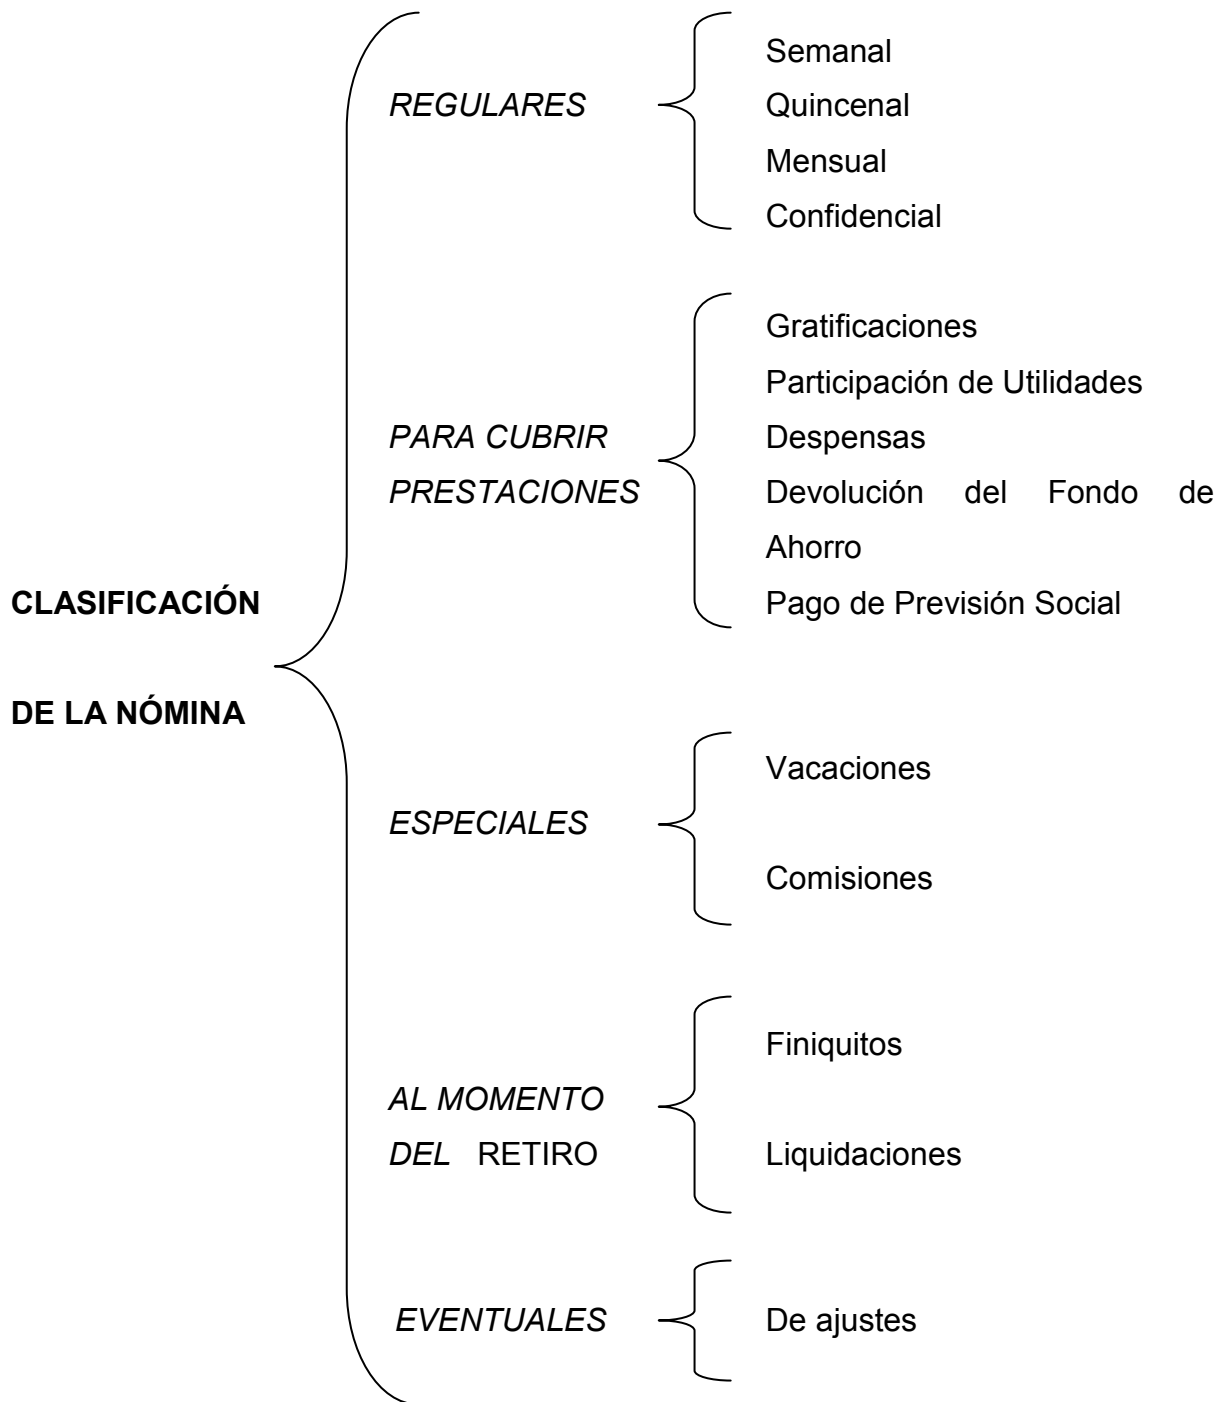 CLASIFICACIÓN
DE LA NÓMINA
REGULARES
Semanal
Quincenal
Mensual
Confidencial
PARA CUBRIR
PRESTACIONES
Gratificaciones
Participación de Utilidades
Despensas
Devolución del Fondo de
Ahorro
Pago de Previsión Social
ESPECIALES
Vacaciones
Comisiones
AL MOMENTO
DEL RETIRO
Finiquitos
Liquidaciones
EVENTUALES
De ajustes